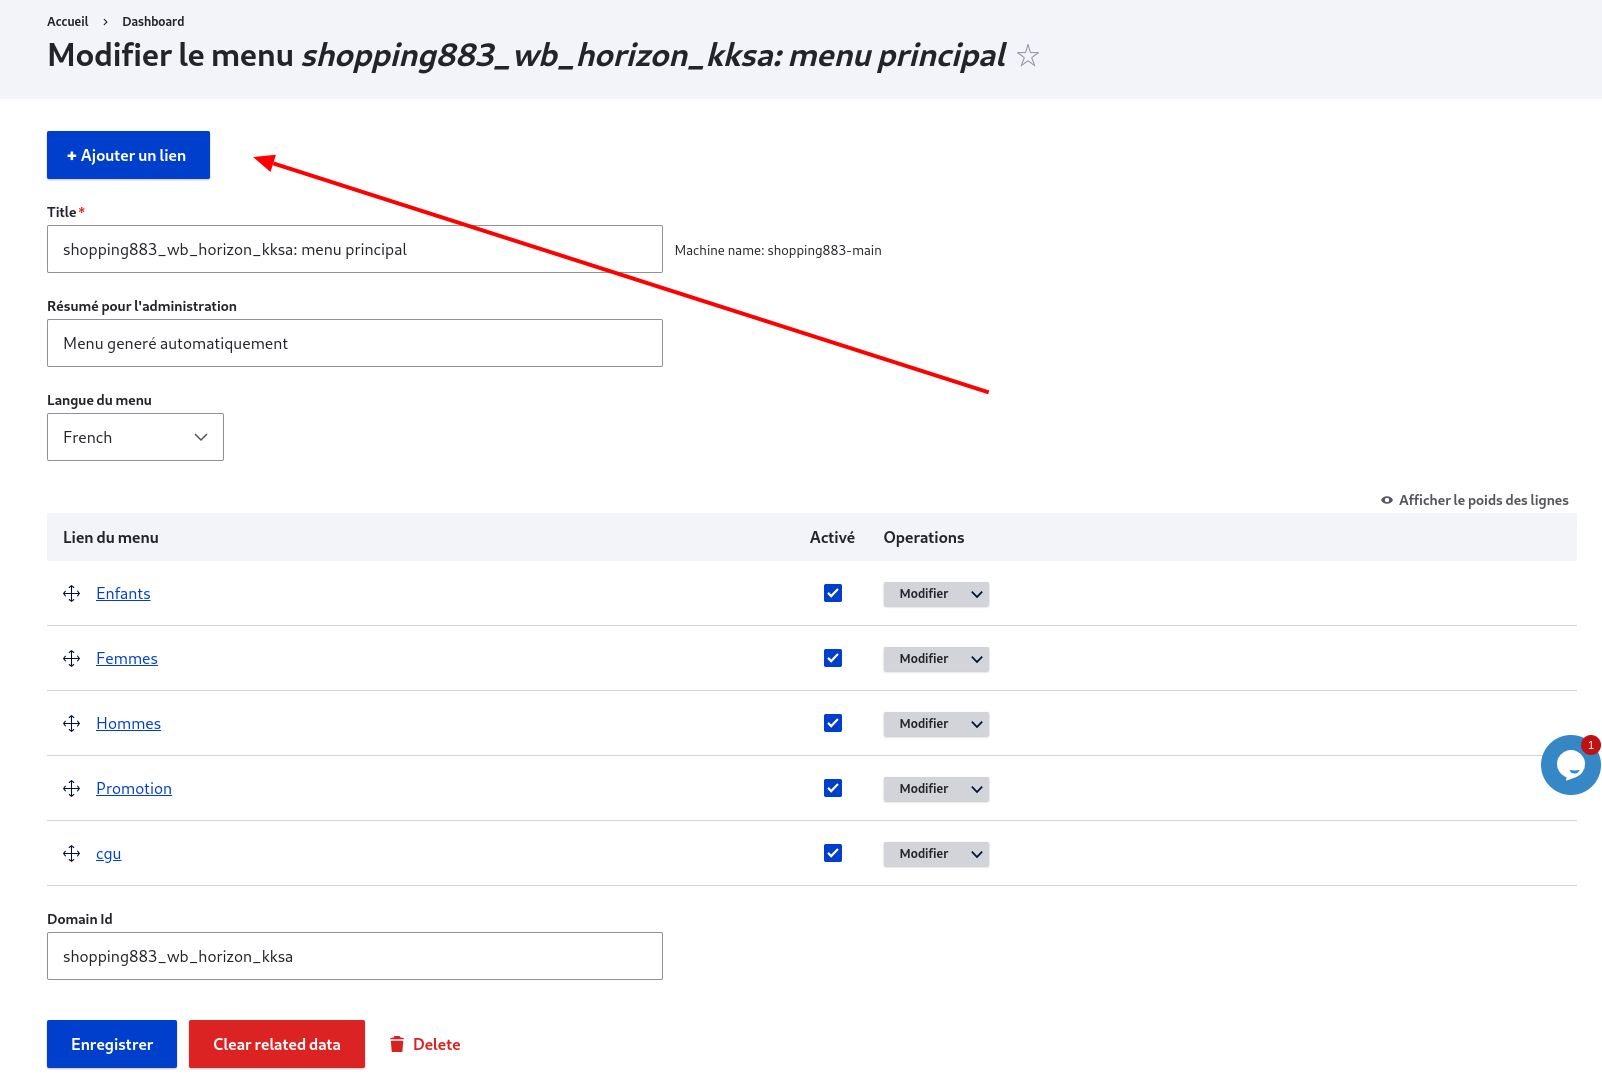 Accueil > Dashboard
Modifier le menu shopping883_wb_horizon_kksa: menu principal
+ Ajouter un lien
Title*
shopping883_wb_horizon_kksa: menu principal
Machine name: shopping883-main
Résumé pour l'administration
Menu generé automatiquement
Langue du menu
French
Afficher le poids des lignes
Lien du menu Activé Operations
Enfants Modifier
Femmes Modifier
Hommes Modifier
1
Promotion Modifier
cgu Modifier
Domain Id
shopping883_wb_horizon_kksa
Enregistrer Clear related data Delete